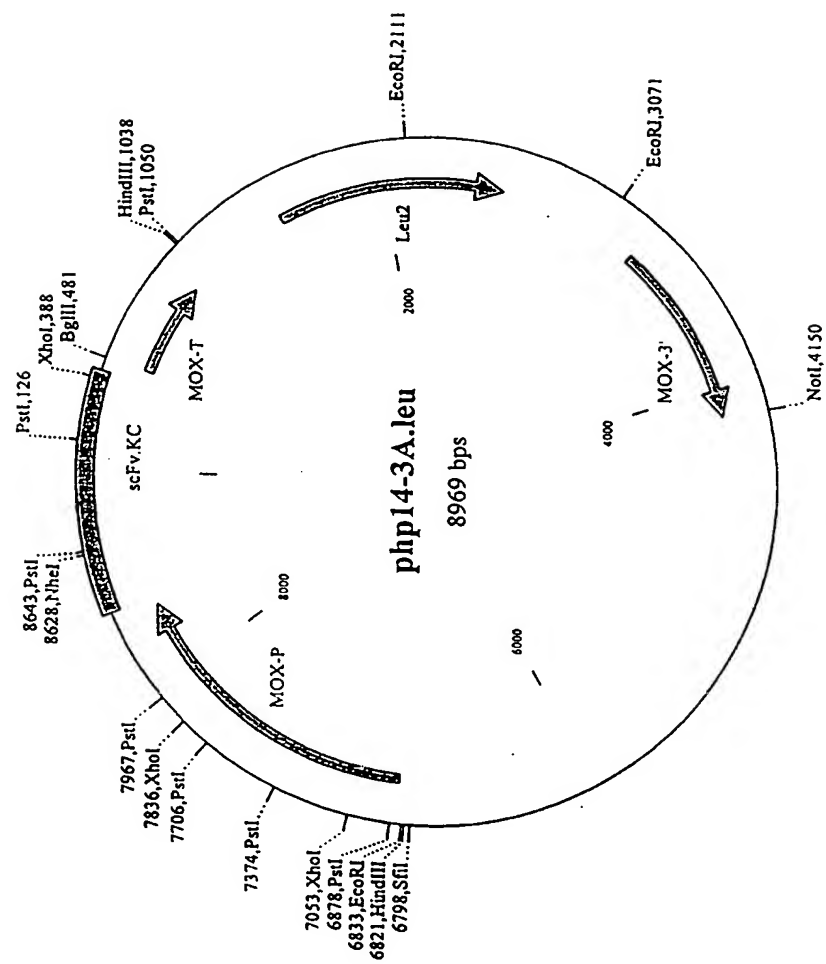 php14-3A.leu
8969 bps
PstI,126
XhoI,388
BglII,481
HindIII,1038
PstI,1050
EcoRI,2111
EcoRI,3071
NotI,4150
6798,SfiI
6821,HindIII
6833,EcoRI
6878,PstI
7053,XhoI
7374,PstI
7706,PstI
7836,XhoI
7967,PstI
8628,NheI
8643,PstI
scFv.KC
MOX-T
Leu2
MOX-3'
MOX-P
2000
4000
6000
8000